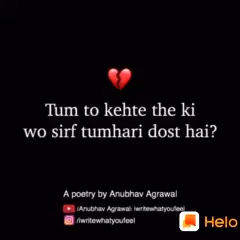 Tum to kehte the ki
wo sirf tumhari dost hai?
A poetry by Anubhav Agrawal
/Anubhav Agrawal: iwritewhatyoufeel
/iwritewhatyoufeel
Helo